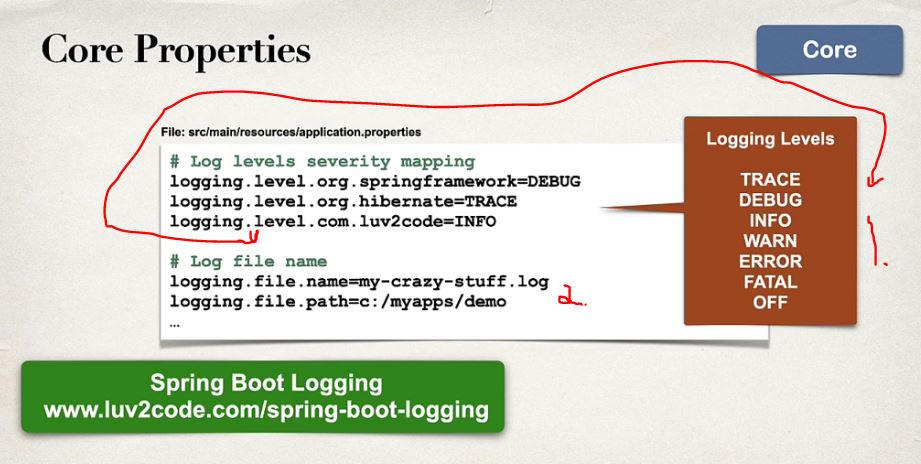 Core Properties
Core
File: src/main/resources/application.properties
# Log levels severity mapping
logging.level.org.springframework=DEBUG
logging.level.org.hibernate=TRACE
logging.level.com.luv2code=INFO
# Log file name
logging.file.name=my-crazy-stuff.log
logging.file.path=c:/myapps/demo
...
2.
Logging Levels
TRACE
DEBUG
INFO
WARN
ERROR
FATAL
OFF
1.
Spring Boot Logging
www.luv2code.com/spring-boot-logging